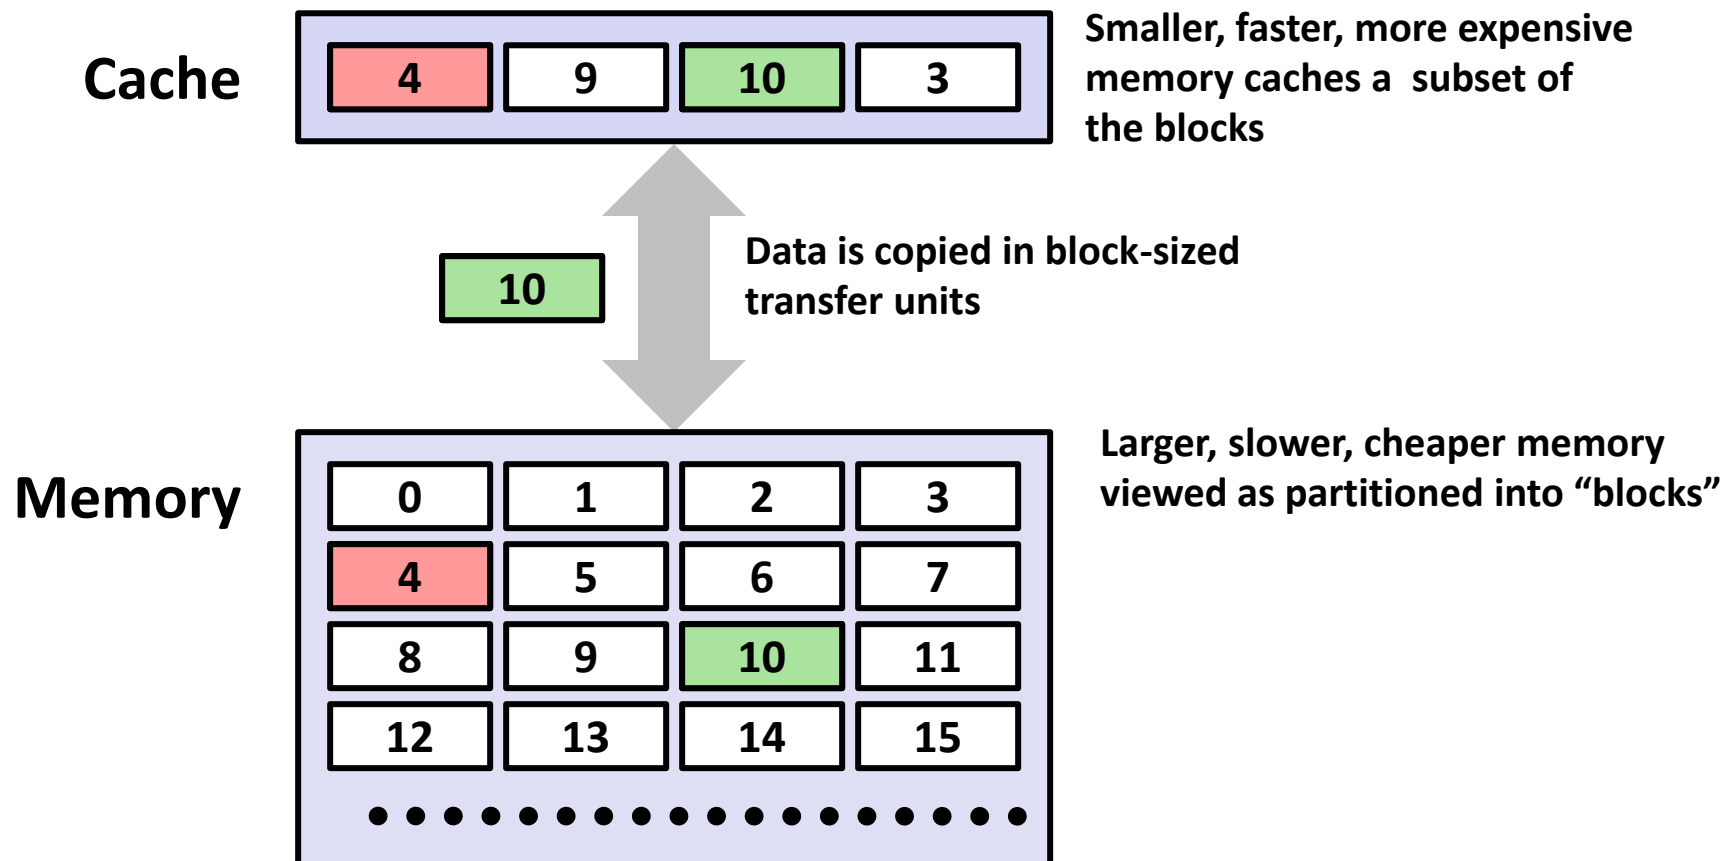 Cache
4 9 10 3
Smaller, faster, more expensive
memory caches a  subset of
the blocks
10
Data is copied in block-sized
transfer units
Memory
0 1 2 3
4 5 6 7
8 9 10 11
12 13 14 15
Larger, slower, cheaper memory
viewed as partitioned into “blocks”